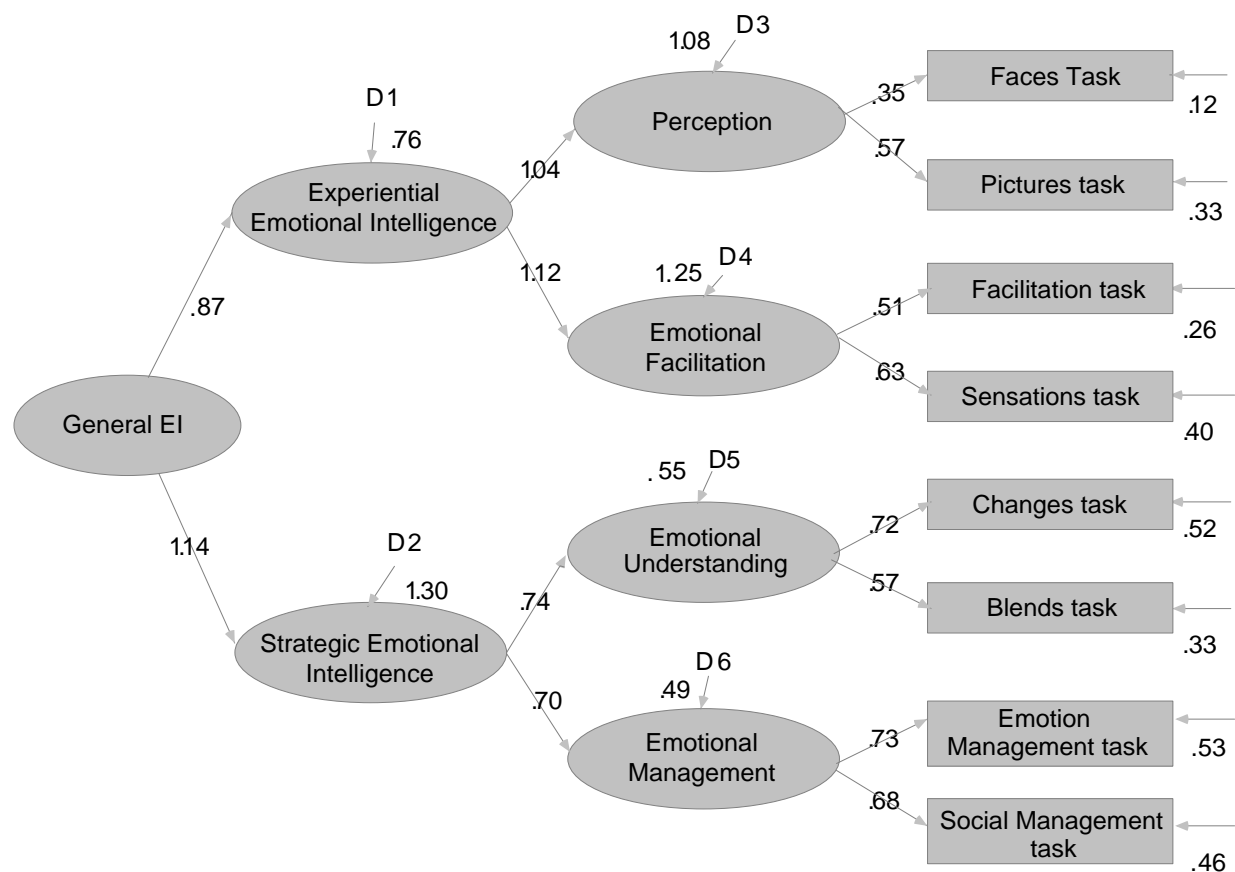 General EI
.87
1.14
D1
.76
Experiential
Emotional Intelligence
D2
1.30
Strategic Emotional
Intelligence
1.04
1.12
.74
.70
1.08
D3
Perception
1.25
D4
Emotional
Facilitation
.55
D5
Emotional
Understanding
.49
D6
Emotional
Management
.35
.57
.51
.63
.72
.57
.73
.68
Faces Task
.12
Pictures task
.33
Facilitation task
.26
Sensations task
.40
Changes task
.52
Blends task
.33
Emotion
Management task
.53
Social Management
task
.46